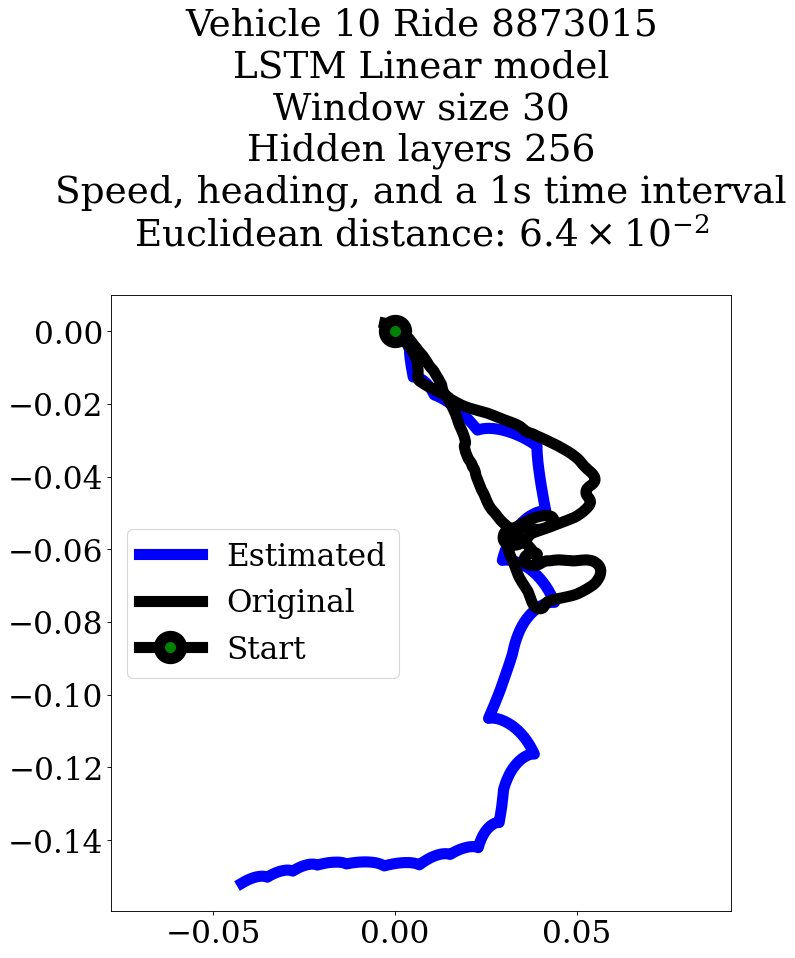 Vehicle 10 Ride 8873015
LSTM Linear model
Window size 30
Hidden layers 256
Speed, heading, and a 1s time interval
Euclidean distance: 6.4 × 10⁻²
0.00
−0.02
−0.04
−0.06
−0.08
−0.10
−0.12
−0.14
Estimated
Original
Start
−0.05 0.00 0.05